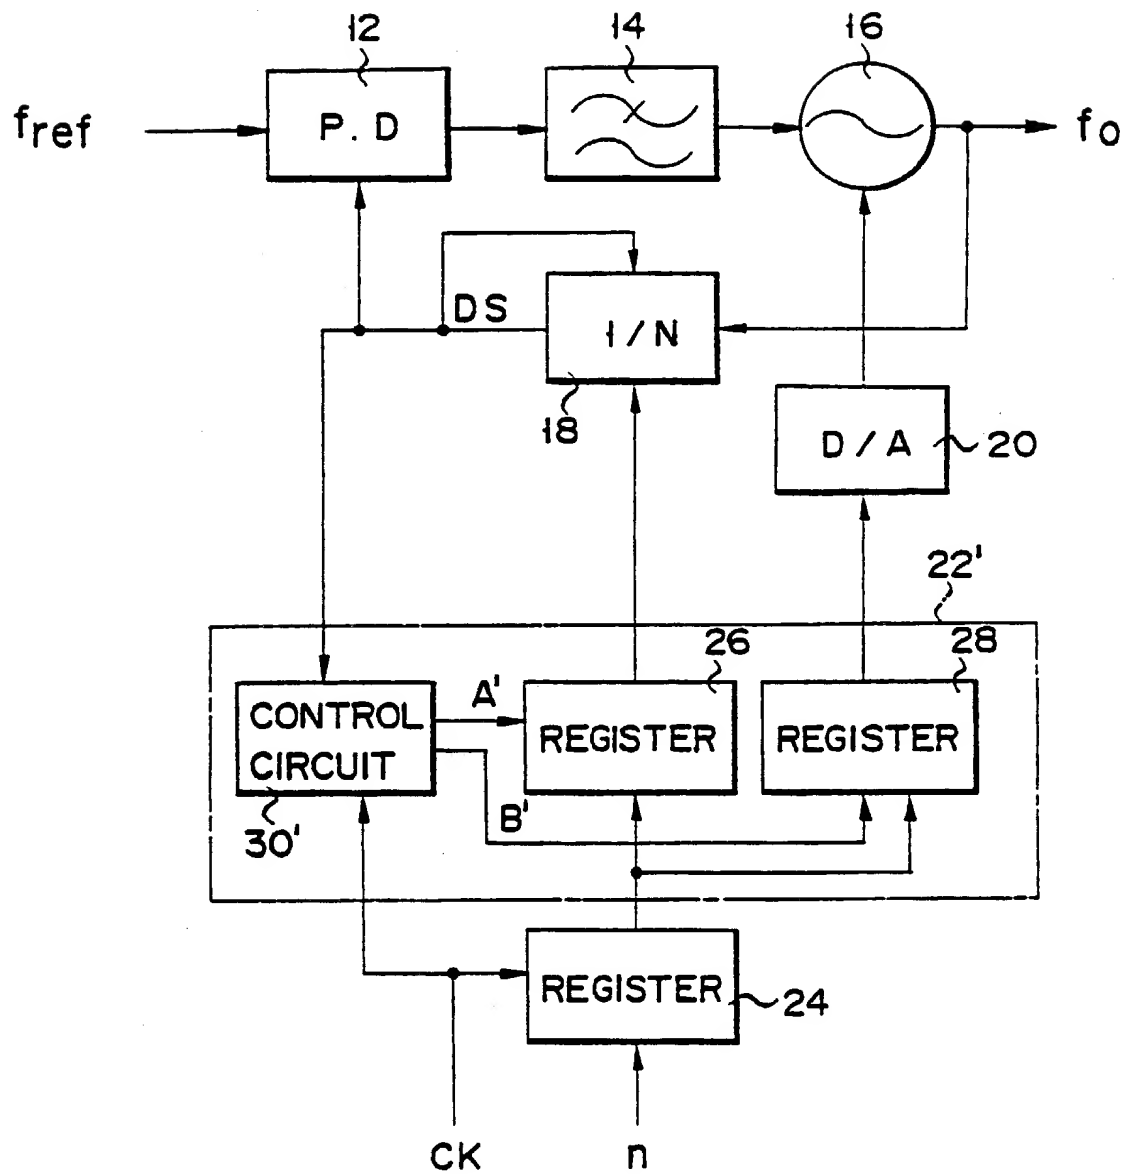 12
14
16
fref
P.D
fo
DS
1/N
18
D/A
20
22'
26
28
CONTROL
CIRCUIT
A'
REGISTER
REGISTER
30'
B'
REGISTER
24
CK
n